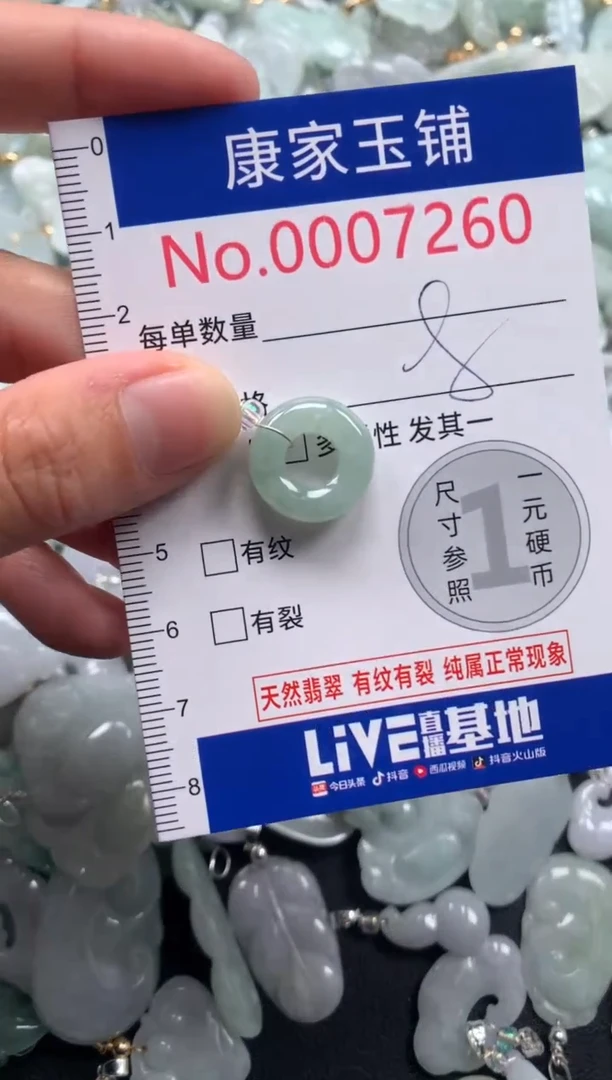 康家玉铺
No.0007260
0
1
2
5
6
7
8
每单数量
格
多
性 发其一
有纹
有裂
尺寸参照
1
一元硬币
天然翡翠 有纹有裂 纯属正常现象
LiVE直播基地
今日头条 抖音 西瓜视频 抖音火山版